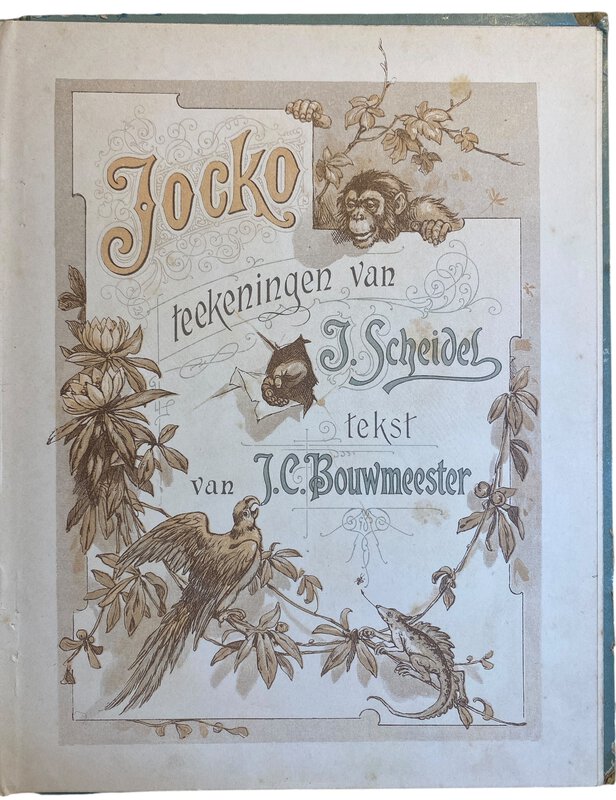 Jocko
teekeningen van
J. Scheidel
tekst
van J.C. Bouwmeester